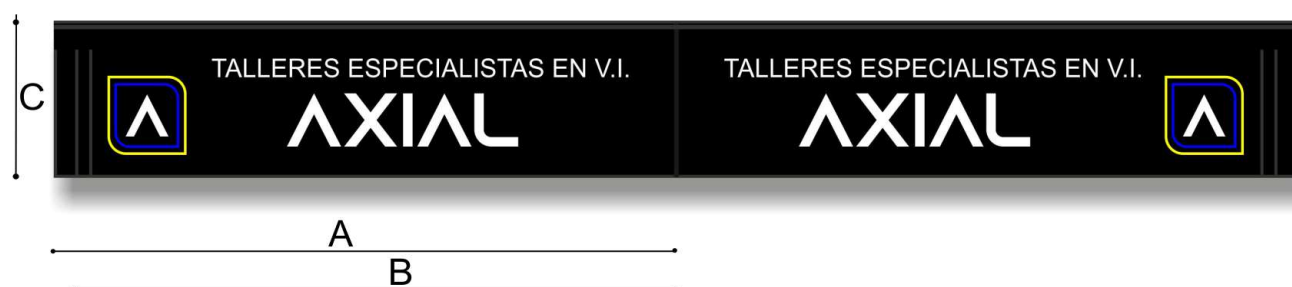 C
TALLERES ESPECIALISTAS EN V.I.
AXIAL
TALLERES ESPECIALISTAS EN V.I.
AXIAL
A
B